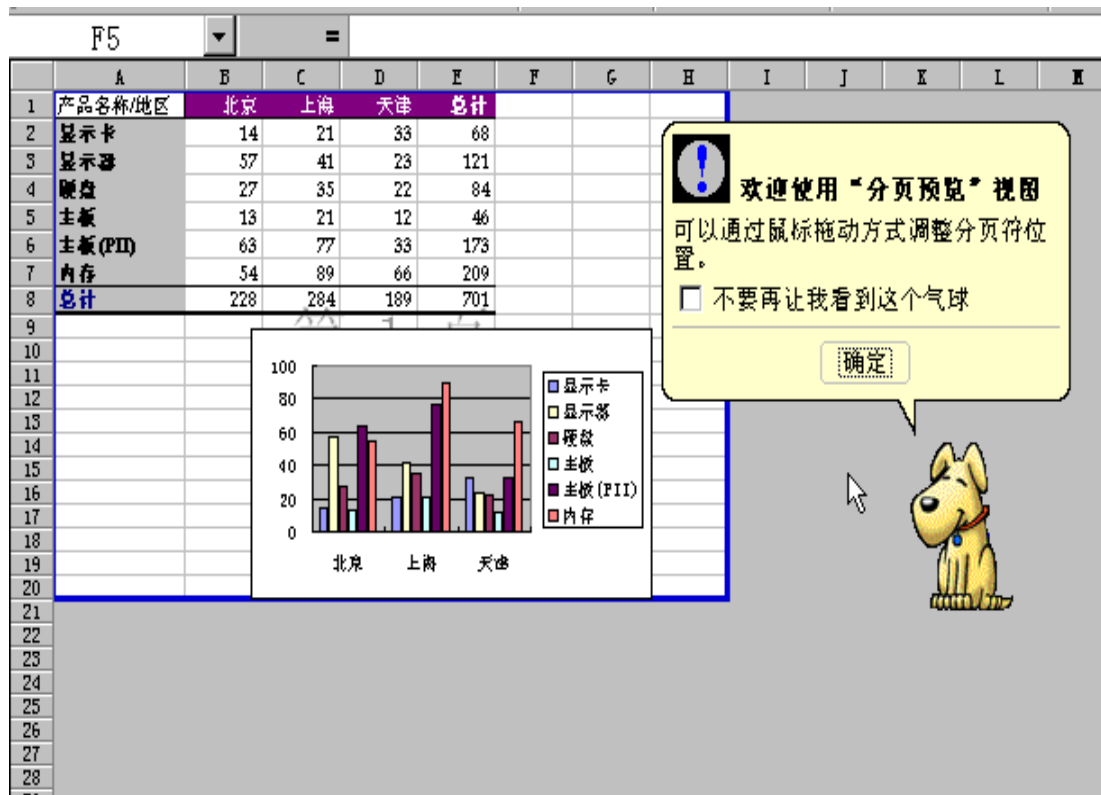 F5 =
A B C D E F G H I J K L M
1 产品名称/地区 北京 上海 天津 总计
2 显示卡 14 21 33 68
3 显示器 57 41 23 121
4 硬盘 27 35 22 84
5 主板 13 21 12 46
6 主板(PII) 63 77 33 173
7 内存 54 89 66 209
8 总计 228 284 189 701
9
10
11
12
13
14
15
16
17
18
19
20
21
22
23
24
25
26
27
28
100
80
60
40
20
0
北京 上海 天津
显示卡
显示器
硬盘
主板
主板(PII)
内存
欢迎使用“分页预览”视图
可以通过鼠标拖动方式调整分页符位
置。
不要再让我看到这个气球
确定